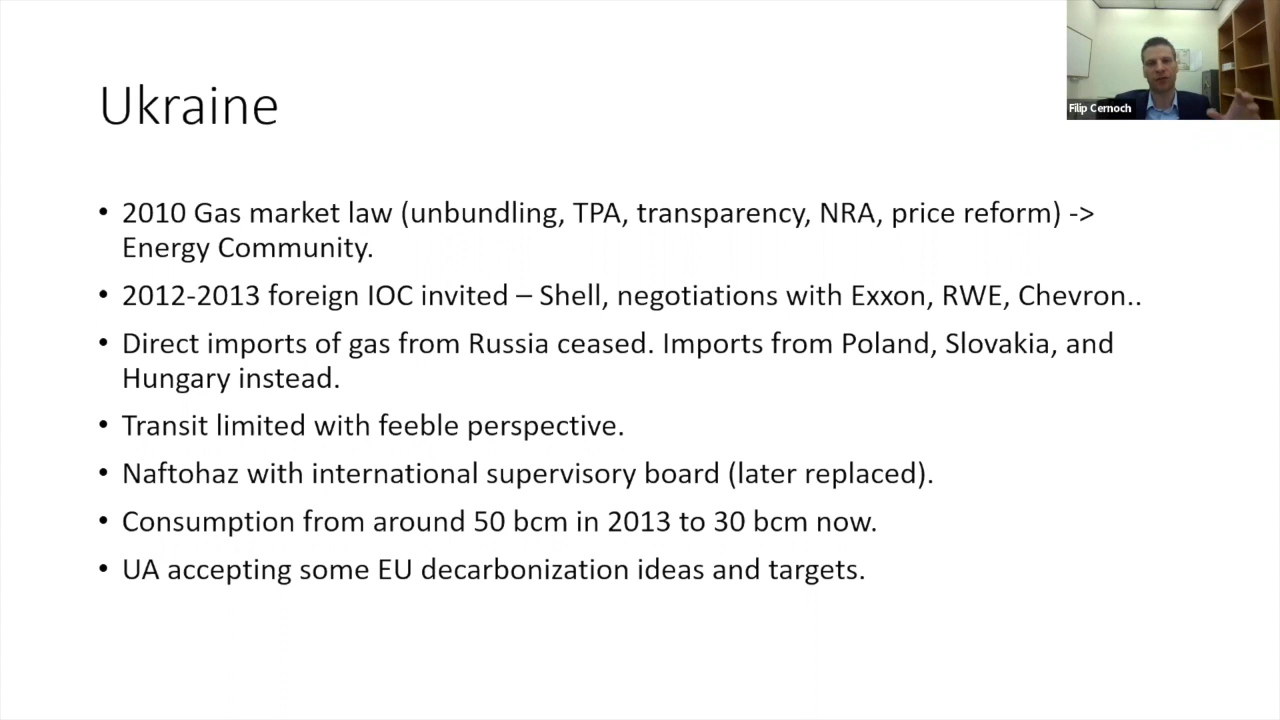 Ukraine
Filip Cernoch
• 2010 Gas market law (unbundling, TPA, transparency, NRA, price reform) ->
Energy Community.
• 2012-2013 foreign IOC invited – Shell, negotiations with Exxon, RWE, Chevron..
• Direct imports of gas from Russia ceased. Imports from Poland, Slovakia, and
Hungary instead.
• Transit limited with feeble perspective.
• Naftohaz with international supervisory board (later replaced).
• Consumption from around 50 bcm in 2013 to 30 bcm now.
• UA accepting some EU decarbonization ideas and targets.